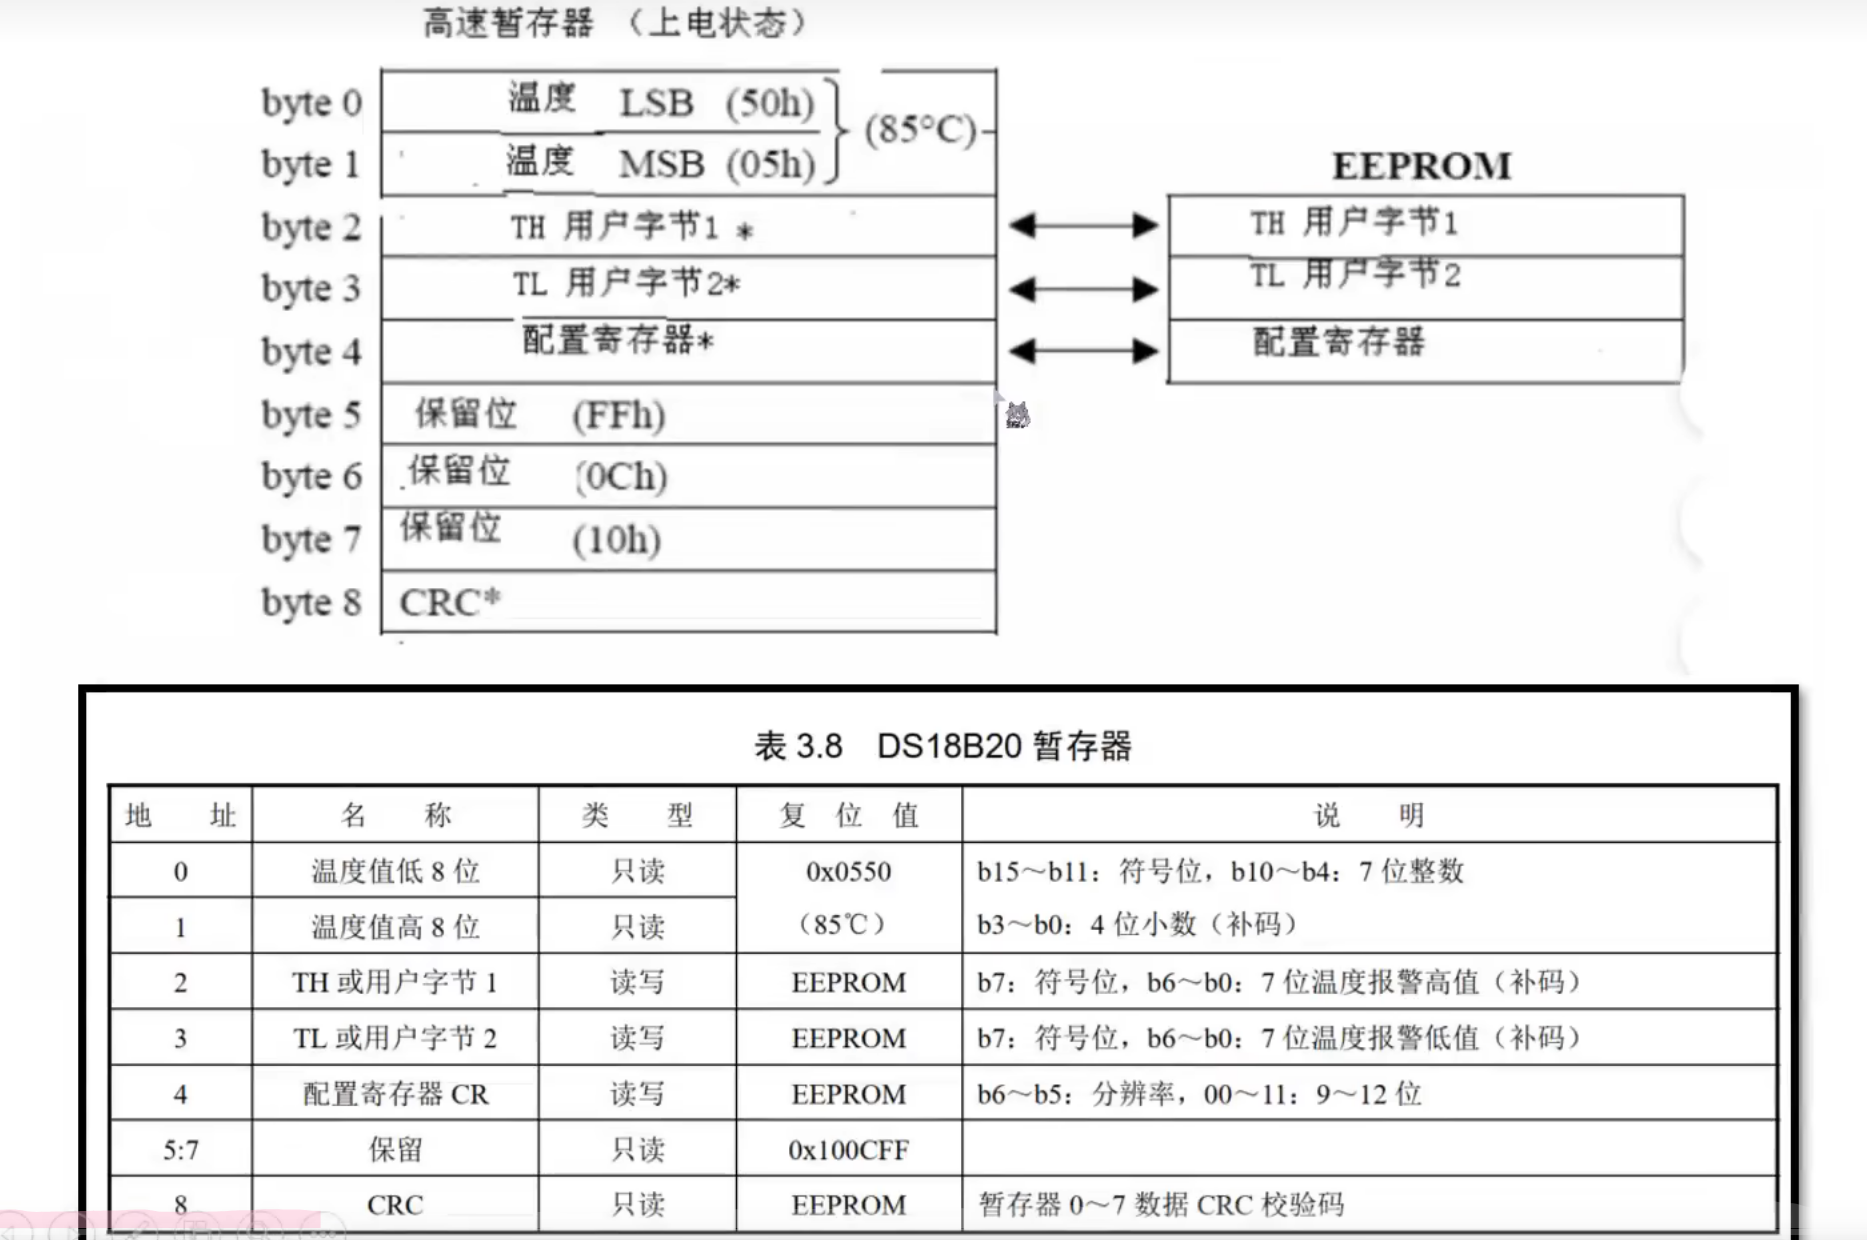 高速暂存器 （上电状态）
byte 0 温度 LSB (50h)
(85°C)
byte 1 温度 MSB (05h)
EEPROM
byte 2 TH 用户字节1 * TH 用户字节1
byte 3 TL 用户字节2* TL 用户字节2
byte 4 配置寄存器* 配置寄存器
byte 5 保留位 (FFh)
byte 6 保留位 (0Ch)
byte 7 保留位 (10h)
byte 8 CRC*
表 3.8 DS18B20 暂存器
地 址 名 称 类 型 复 位 值 说 明
0 温度值低 8 位 只读 0x0550 b15～b11：符号位，b10～b4：7 位整数
1 温度值高 8 位 只读 （85℃） b3～b0：4 位小数（补码）
2 TH 或用户字节 1 读写 EEPROM b7：符号位，b6～b0：7 位温度报警高值（补码）
3 TL 或用户字节 2 读写 EEPROM b7：符号位，b6～b0：7 位温度报警低值（补码）
4 配置寄存器 CR 读写 EEPROM b6～b5：分辨率，00～11：9～12 位
5:7 保留 只读 0x100CFF
8 CRC 只读 EEPROM 暂存器 0～7 数据 CRC 校验码